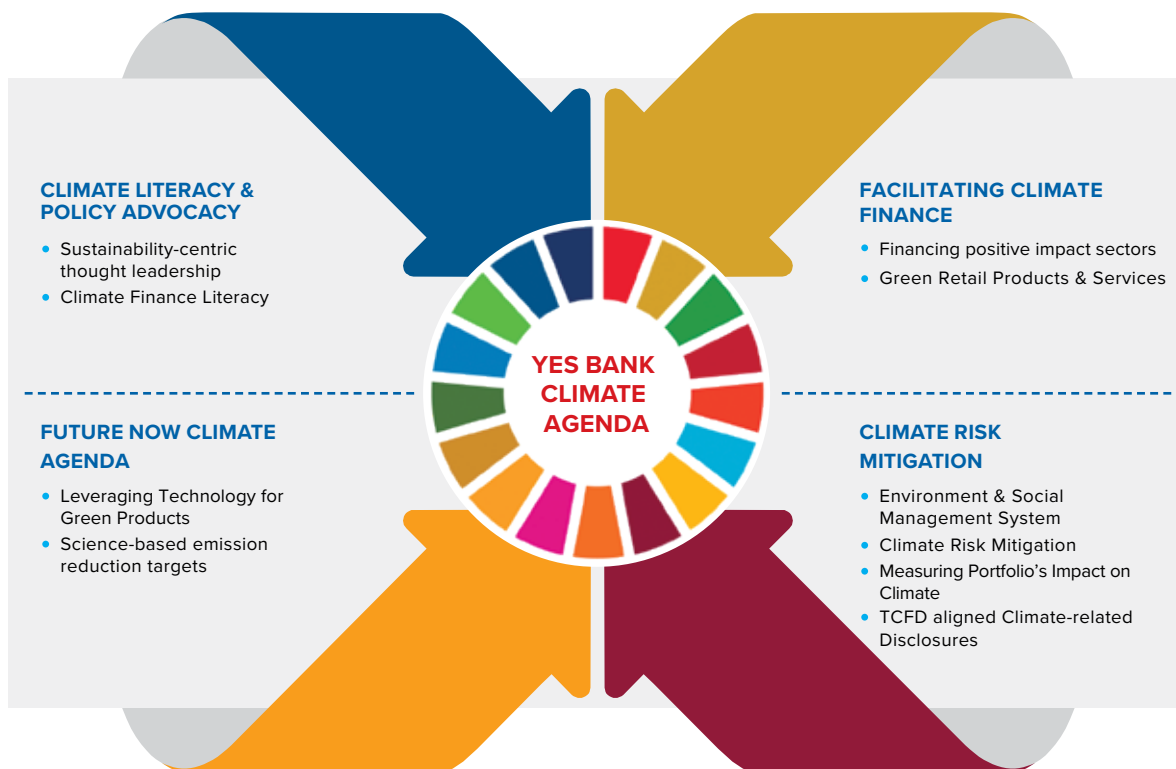 CLIMATE LITERACY &
POLICY ADVOCACY
• Sustainability-centric
thought leadership
• Climate Finance Literacy
FACILITATING CLIMATE
FINANCE
• Financing positive impact sectors
• Green Retail Products & Services
YES BANK
CLIMATE
AGENDA
FUTURE NOW CLIMATE
AGENDA
• Leveraging Technology for
Green Products
• Science-based emission
reduction targets
CLIMATE RISK
MITIGATION
• Environment & Social
Management System
• Climate Risk Mitigation
• Measuring Portfolio’s Impact on
Climate
• TCFD aligned Climate-related
Disclosures